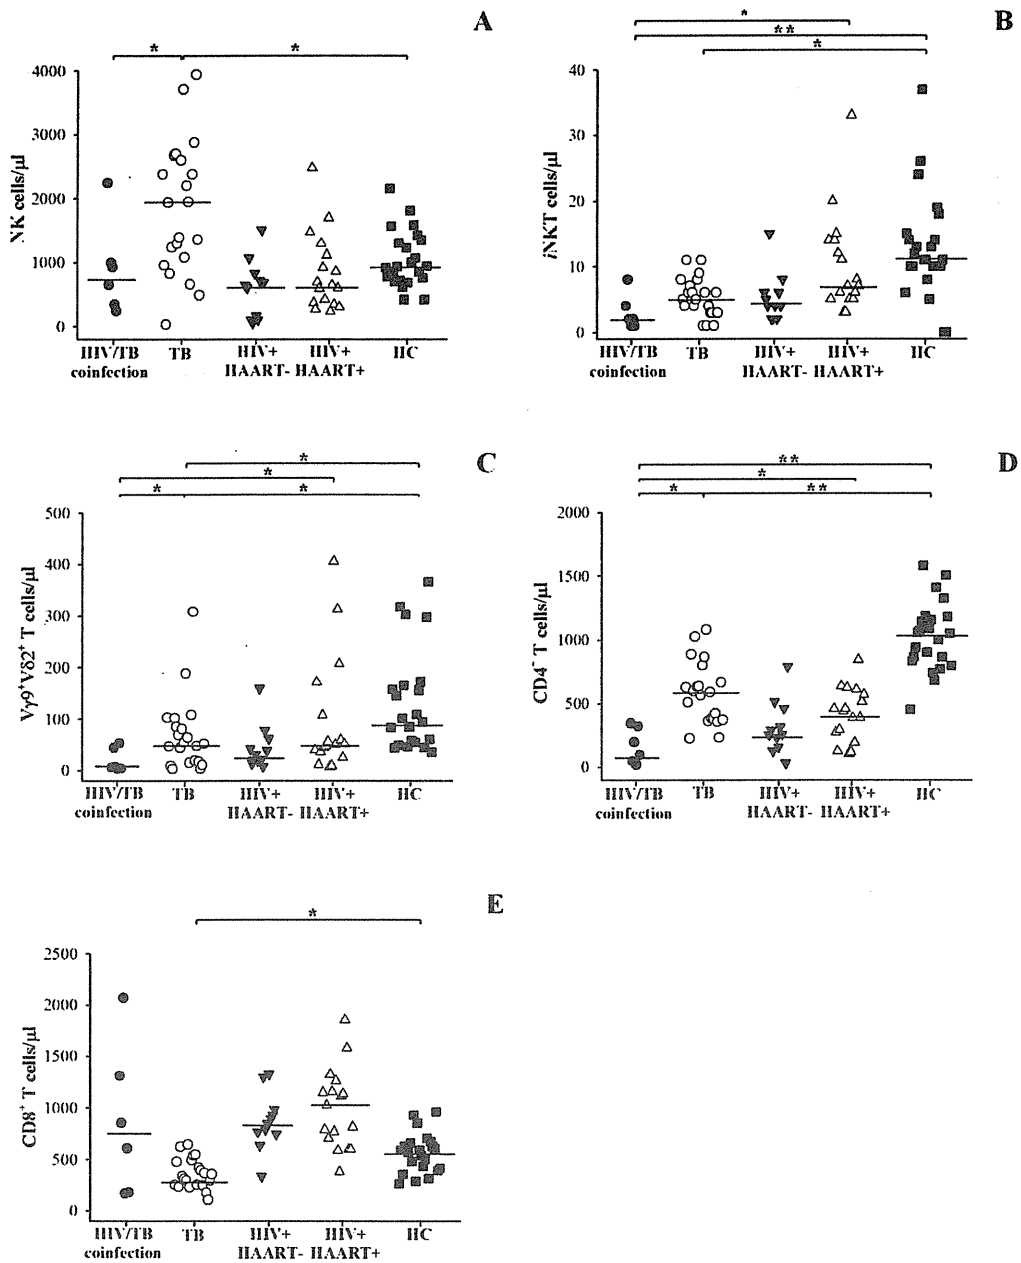 A
* *
4000
3000
2000
1000
0
NK cells/µl
HIV/TB TB HIV+ HIV+ HC
coinfection HAART- HAART+
B
*
**
*
40
30
20
10
0
iNKT cells/µl
HIV/TB TB HIV+ HIV+ HC
coinfection HAART- HAART+
C
*
*
* *
500
400
300
200
100
0
Vγ9⁺Vδ2⁺ T cells/µl
HIV/TB TB HIV+ HIV+ HC
coinfection HAART- HAART+
D
**
*
* **
2000
1500
1000
500
0
CD4⁻ T cells/µl
HIV/TB TB HIV+ HIV+ HC
coinfection HAART- HAART+
E
*
2500
2000
1500
1000
500
0
CD8⁺ T cells/µl
HIV/TB TB HIV+ HIV+ HC
coinfection HAART- HAART+